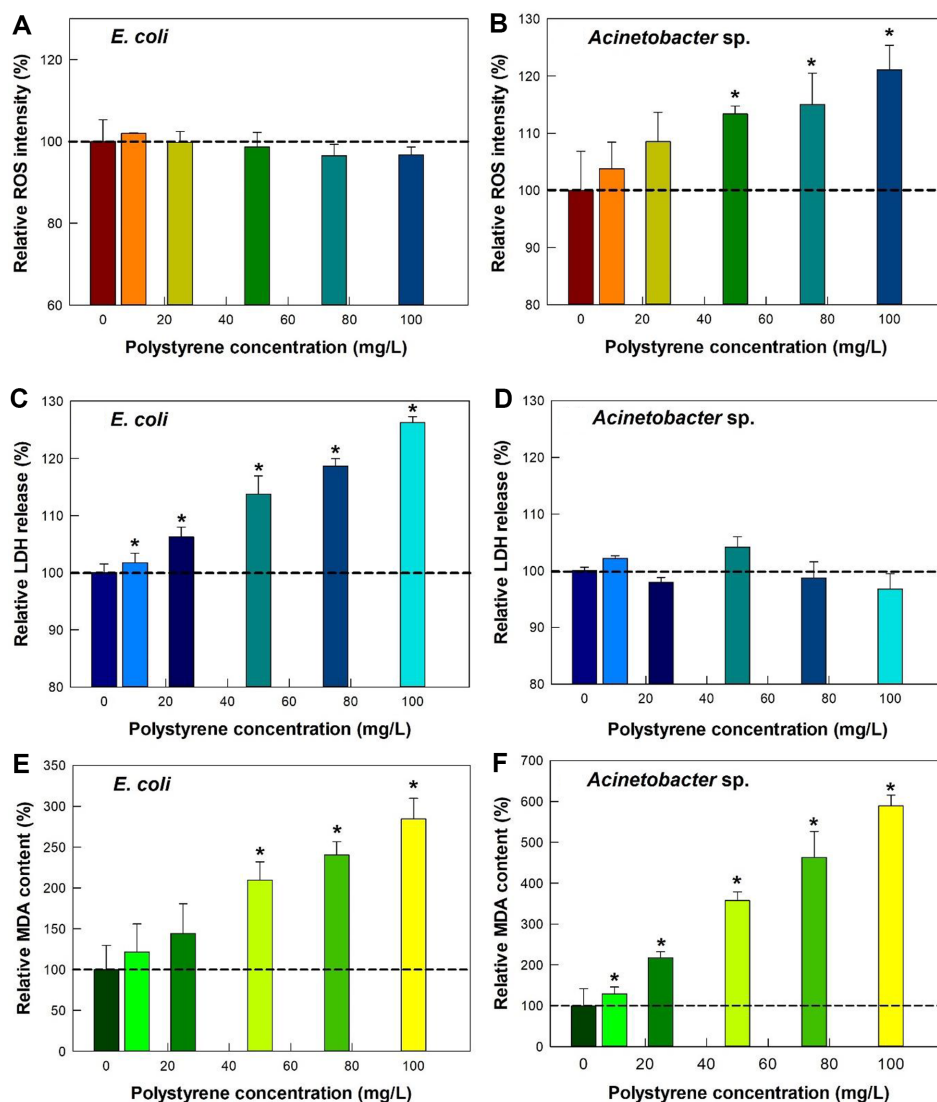 A
E. coli
120
100
80
60
Relative ROS intensity (%)
0 20 40 60 80 100
Polystyrene concentration (mg/L)
B
Acinetobacter sp.
130
120
110
100
90
80
Relative ROS intensity (%)
* * *
0 20 40 60 80 100
Polystyrene concentration (mg/L)
C
E. coli
130
120
110
100
90
80
Relative LDH release (%)
* * * * *
0 20 40 60 80 100
Polystyrene concentration (mg/L)
D
Acinetobacter sp.
130
120
110
100
90
80
Relative LDH release (%)
0 20 40 60 80 100
Polystyrene concentration (mg/L)
E
E. coli
350
300
250
200
150
100
50
0
Relative MDA content (%)
* * *
0 20 40 60 80 100
Polystyrene concentration (mg/L)
F
Acinetobacter sp.
700
600
500
400
300
200
100
0
Relative MDA content (%)
* * * * *
0 20 40 60 80 100
Polystyrene concentration (mg/L)